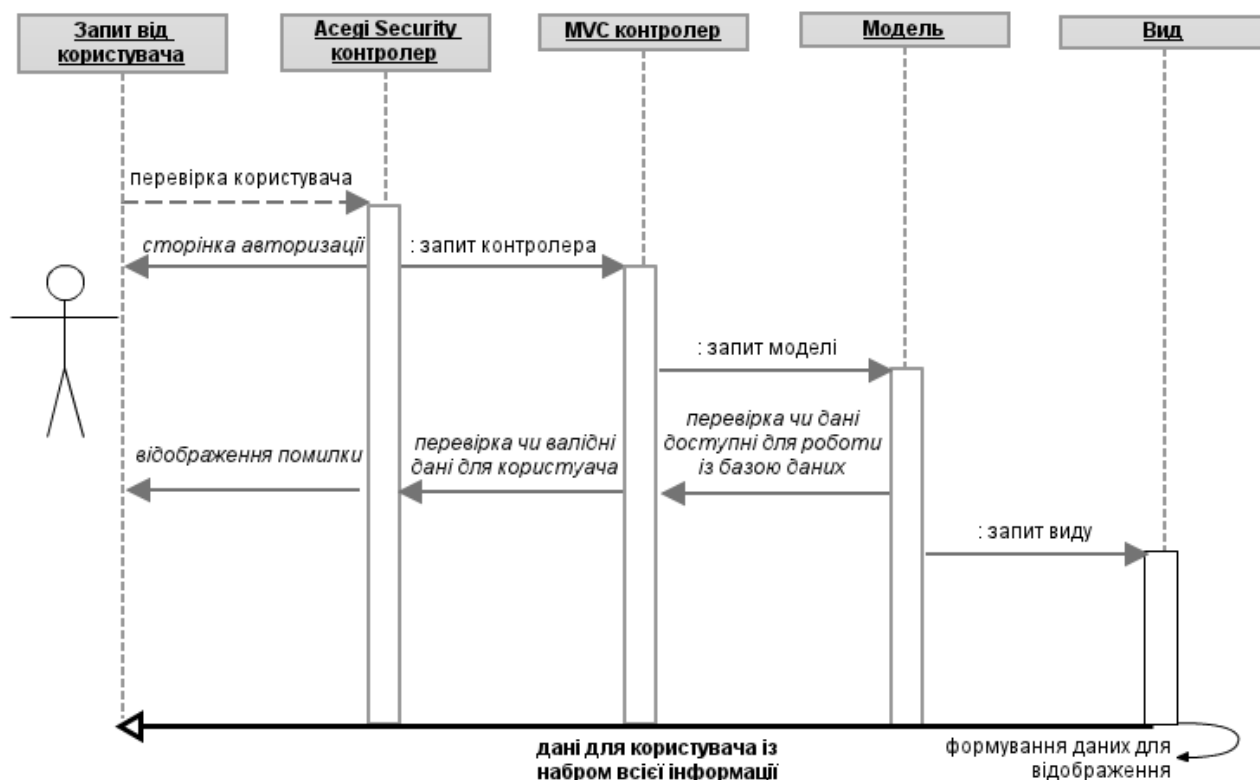 Запит від
користувача
Acegi Security
контролер
MVC контролер
Модель
Вид
перевірка користувача
сторінка авторизації
: запит контролера
: запит моделі
перевірка чи дані
доступні для роботи
із базою даних
перевірка чи валідні
дані для користуача
відображення помилки
: запит виду
дані для користувача із
набром всієї інформації
формування даних для
відображення